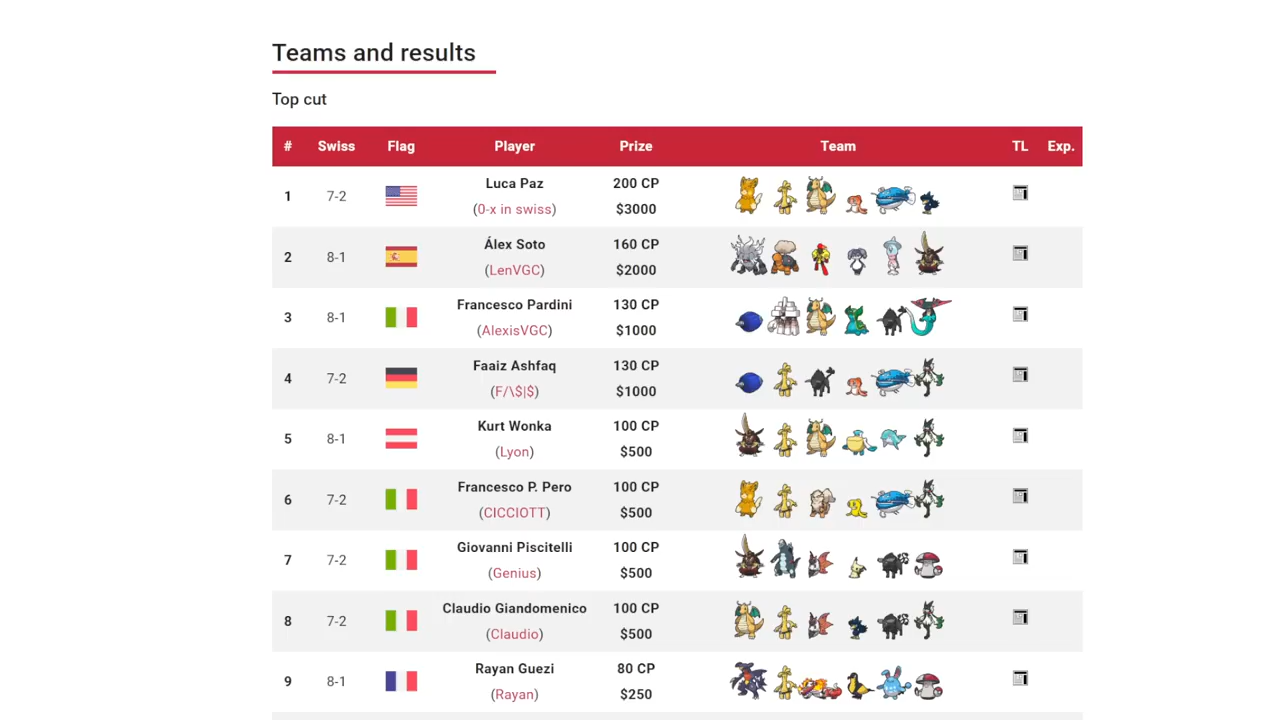 Teams and results
Top cut
# Swiss Flag Player Prize Team TL Exp.
1 7-2 Luca Paz (0-x in swiss) 200 CP $3000
2 8-1 Álex Soto (LenVGC) 160 CP $2000
3 8-1 Francesco Pardini (AlexisVGC) 130 CP $1000
4 7-2 Faaiz Ashfaq (F/\$|$) 130 CP $1000
5 8-1 Kurt Wonka (Lyon) 100 CP $500
6 7-2 Francesco P. Pero (CICCIOTT) 100 CP $500
7 7-2 Giovanni Piscitelli (Genius) 100 CP $500
8 7-2 Claudio Giandomenico (Claudio) 100 CP $500
9 8-1 Rayan Guezi (Rayan) 80 CP $250